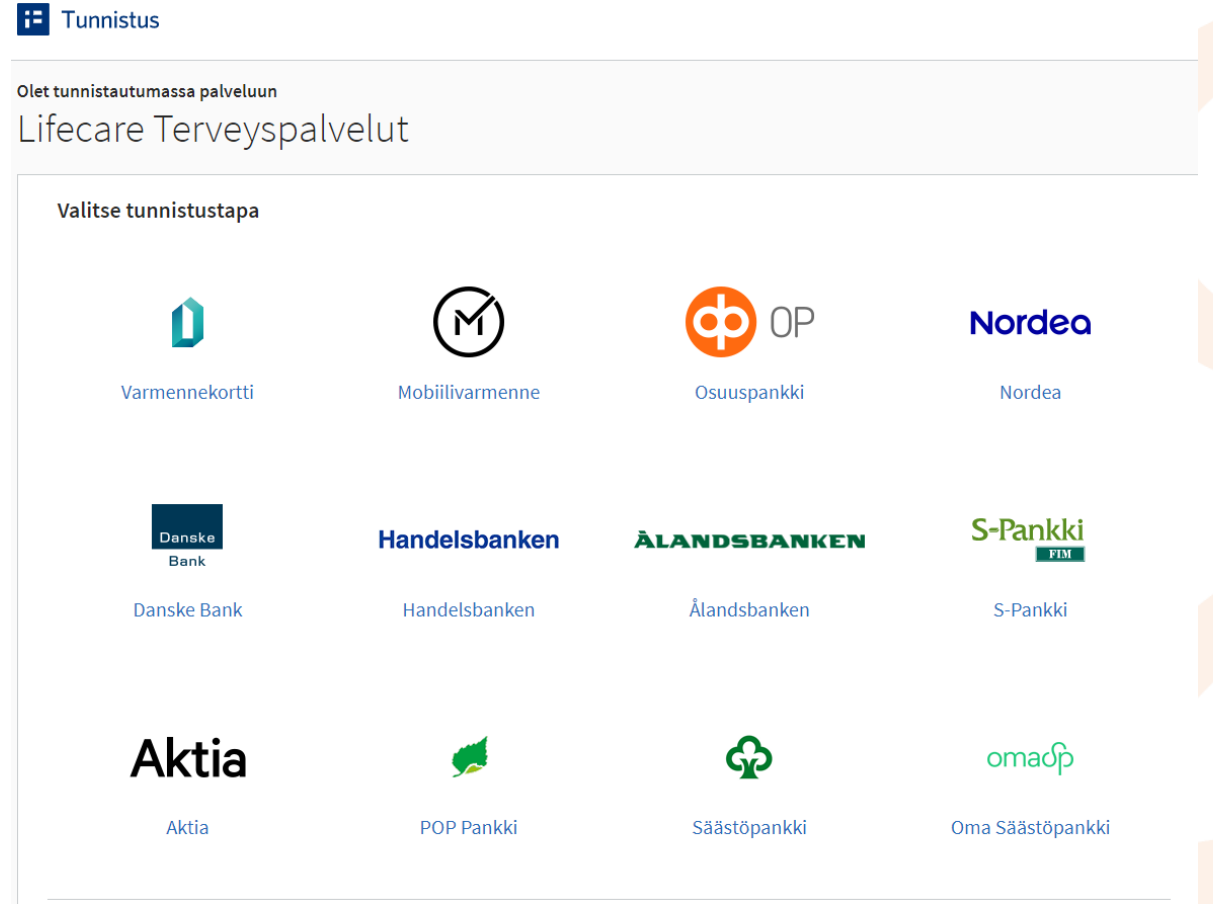 Tunnistus
Olet tunnistautumassa palveluun
Lifecare Terveyspalvelut
Valitse tunnistustapa
OP
Nordea
Varmennekortti
Mobiilivarmenne
Osuuspankki
Nordea
Danske
Bank
Handelsbanken
ÅLANDSBANKEN
S-Pankki
FIM
Danske Bank
Handelsbanken
Ålandsbanken
S-Pankki
Aktia
omasp
Aktia
POP Pankki
Säästöpankki
Oma Säästöpankki